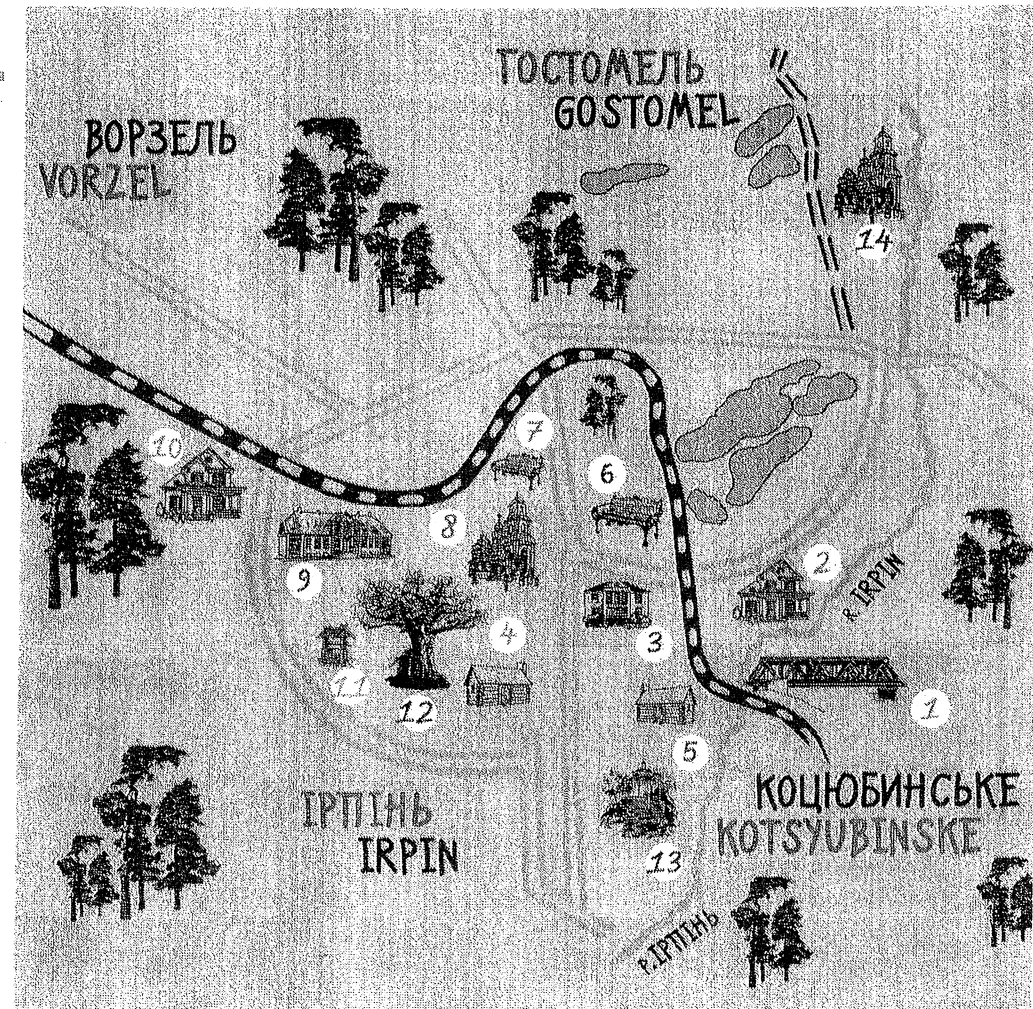 ГОСТОМЕЛЬ
GOSTOMEL
ВОРЗЕЛЬ
VORZEL
14
7
10
6
8
2
9
R. IRPIN
4
3
11
12
1
5
КОЦЮБИНСЬКЕ
ІРПІНЬ
KOTSYUBINSKE
IRPIN
13
Р.ІРПІНЬ